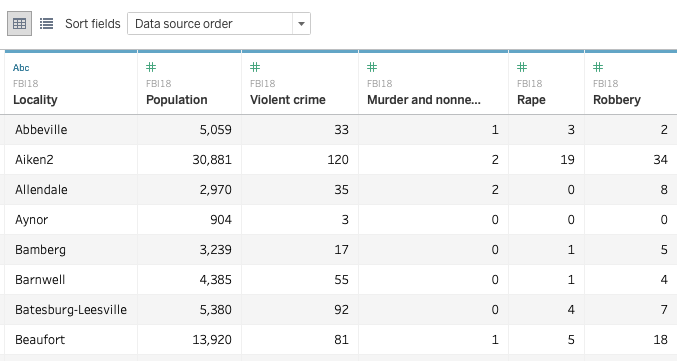 Sort fields Data source order
Abc # # # # #
FBI18 FBI18 FBI18 FBI18 FBI18 FBI18
Locality Population Violent crime Murder and nonne... Rape Robbery
Abbeville 5,059 33 1 3 2
Aiken2 30,881 120 2 19 34
Allendale 2,970 35 2 0 8
Aynor 904 3 0 0 0
Bamberg 3,239 17 0 1 5
Barnwell 4,385 55 0 1 4
Batesburg-Leesville 5,380 92 0 4 7
Beaufort 13,920 81 1 5 18